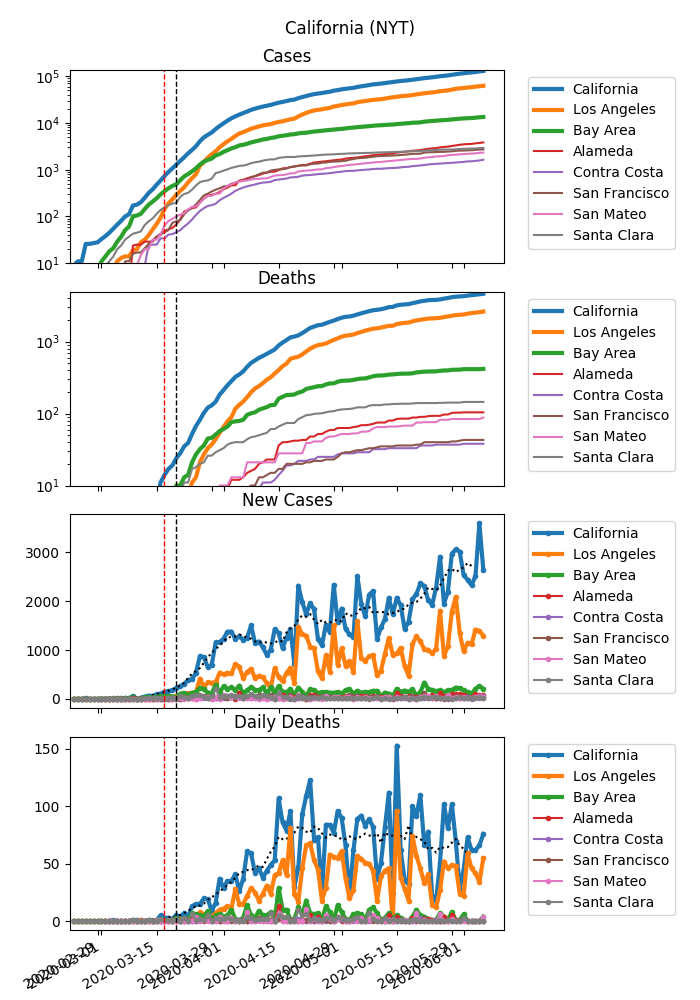 California (NYT)
Cases
10^5
10^4
10^3
10^2
10^1
California
Los Angeles
Bay Area
Alameda
Contra Costa
San Francisco
San Mateo
Santa Clara
Deaths
10^3
10^2
10^1
California
Los Angeles
Bay Area
Alameda
Contra Costa
San Francisco
San Mateo
Santa Clara
New Cases
3000
2000
1000
0
California
Los Angeles
Bay Area
Alameda
Contra Costa
San Francisco
San Mateo
Santa Clara
Daily Deaths
150
100
50
0
California
Los Angeles
Bay Area
Alameda
Contra Costa
San Francisco
San Mateo
Santa Clara
2020-03-01
2020-03-15
2020-04-01
2020-04-15
2020-05-01
2020-05-15
2020-06-01